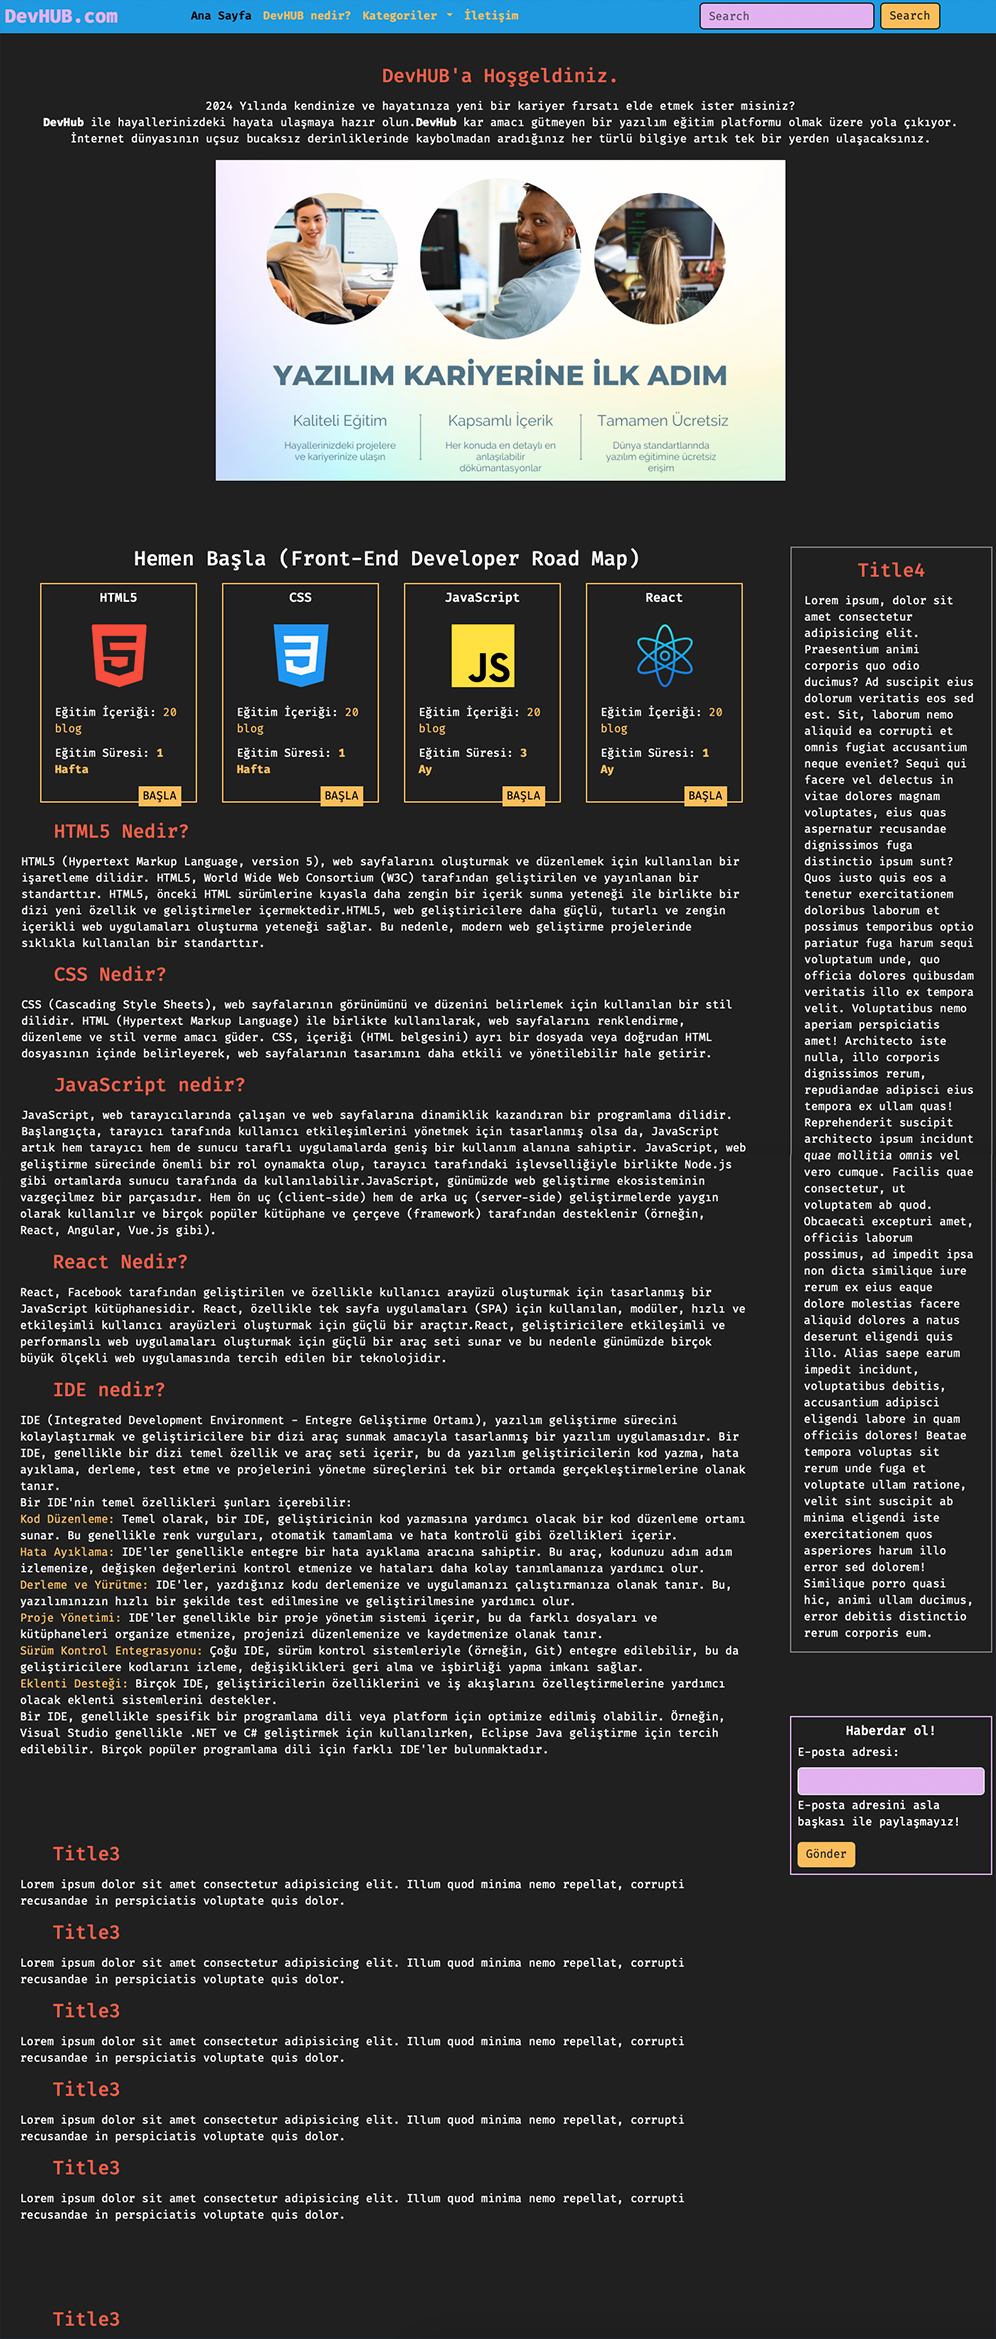 DevHUB.com
Ana Sayfa DevHUB nedir? Kategoriler İletişim
Search Search
DevHUB'a Hoşgeldiniz.
2024 Yılında kendinize ve hayatınıza yeni bir kariyer fırsatı elde etmek ister misiniz?
DevHub ile hayallerinizdeki hayata ulaşmaya hazır olun.DevHub kar amacı gütmeyen bir yazılım eğitim platformu olmak üzere yola çıkıyor.
İnternet dünyasının uçsuz bucaksız derinliklerinde kaybolmadan aradığınız her türlü bilgiye artık tek bir yerden ulaşacaksınız.
YAZILIM KARİYERİNE İLK ADIM
Kaliteli Eğitim
Hayallerinizdeki projelere
ve kariyerinize ulaşın
Kapsamlı İçerik
Her konuda en detaylı en
anlaşılabilir
dökümantasyonlar
Tamamen Ücretsiz
Dünya standartlarında
yazılım eğitimine ücretsiz
erişim
Hemen Başla (Front-End Developer Road Map)
HTML5
Eğitim İçeriği: 20
blog
Eğitim Süresi: 1
Hafta
BAŞLA
CSS
Eğitim İçeriği: 20
blog
Eğitim Süresi: 1
Hafta
BAŞLA
JavaScript
JS
Eğitim İçeriği: 20
blog
Eğitim Süresi: 3
Ay
BAŞLA
React
Eğitim İçeriği: 20
blog
Eğitim Süresi: 1
Ay
BAŞLA
HTML5 Nedir?
HTML5 (Hypertext Markup Language, version 5), web sayfalarını oluşturmak ve düzenlemek için kullanılan bir
işaretleme dilidir. HTML5, World Wide Web Consortium (W3C) tarafından geliştirilen ve yayınlanan bir
standarttır. HTML5, önceki HTML sürümlerine kıyasla daha zengin bir içerik sunma yeteneği ile birlikte bir
dizi yeni özellik ve geliştirmeler içermektedir.HTML5, web geliştiricilere daha güçlü, tutarlı ve zengin
içerikli web uygulamaları oluşturma yeteneği sağlar. Bu nedenle, modern web geliştirme projelerinde
sıklıkla kullanılan bir standarttır.
CSS Nedir?
CSS (Cascading Style Sheets), web sayfalarının görünümünü ve düzenini belirlemek için kullanılan bir stil
dilidir. HTML (Hypertext Markup Language) ile birlikte kullanılarak, web sayfalarını renklendirme,
düzenleme ve stil verme amacı güder. CSS, içeriği (HTML belgesini) ayrı bir dosyada veya doğrudan HTML
dosyasının içinde belirleyerek, web sayfalarının tasarımını daha etkili ve yönetilebilir hale getirir.
JavaScript nedir?
JavaScript, web tarayıcılarında çalışan ve web sayfalarına dinamiklik kazandıran bir programlama dilidir.
Başlangıçta, tarayıcı tarafında kullanıcı etkileşimlerini yönetmek için tasarlanmış olsa da, JavaScript
artık hem tarayıcı hem de sunucu taraflı uygulamalarda geniş bir kullanım alanına sahiptir. JavaScript, web
geliştirme sürecinde önemli bir rol oynamakta olup, tarayıcı tarafındaki işlevselliğiyle birlikte Node.js
gibi ortamlarda sunucu tarafında da kullanılabilir.JavaScript, günümüzde web geliştirme ekosisteminin
vazgeçilmez bir parçasıdır. Hem ön uç (client-side) hem de arka uç (server-side) geliştirmelerde yaygın
olarak kullanılır ve birçok popüler kütüphane ve çerçeve (framework) tarafından desteklenir (örneğin,
React, Angular, Vue.js gibi).
React Nedir?
React, Facebook tarafından geliştirilen ve özellikle kullanıcı arayüzü oluşturmak için tasarlanmış bir
JavaScript kütüphanesidir. React, özellikle tek sayfa uygulamaları (SPA) için kullanılan, modüler, hızlı ve
etkileşimli kullanıcı arayüzleri oluşturmak için güçlü bir araçtır.React, geliştiricilere etkileşimli ve
performanslı web uygulamaları oluşturmak için güçlü bir araç seti sunar ve bu nedenle günümüzde birçok
büyük ölçekli web uygulamasında tercih edilen bir teknolojidir.
IDE nedir?
IDE (Integrated Development Environment - Entegre Geliştirme Ortamı), yazılım geliştirme sürecini
kolaylaştırmak ve geliştiricilere bir dizi araç sunmak amacıyla tasarlanmış bir yazılım uygulamasıdır. Bir
IDE, genellikle bir dizi temel özellik ve araç seti içerir, bu da yazılım geliştiricilerin kod yazma, hata
ayıklama, derleme, test etme ve projelerini yönetme süreçlerini tek bir ortamda gerçekleştirmelerine olanak
tanır.
Bir IDE'nin temel özellikleri şunları içerebilir:
Kod Düzenleme: Temel olarak, bir IDE, geliştiricinin kod yazmasına yardımcı olacak bir kod düzenleme ortamı
sunar. Bu genellikle renk vurguları, otomatik tamamlama ve hata kontrolü gibi özellikleri içerir.
Hata Ayıklama: IDE'ler genellikle entegre bir hata ayıklama aracına sahiptir. Bu araç, kodunuzu adım adım
izlemenize, değişken değerlerini kontrol etmenize ve hataları daha kolay tanımlamanıza yardımcı olur.
Derleme ve Yürütme: IDE'ler, yazdığınız kodu derlemenize ve uygulamanızı çalıştırmanıza olanak tanır. Bu,
yazılımınızın hızlı bir şekilde test edilmesine ve geliştirilmesine yardımcı olur.
Proje Yönetimi: IDE'ler genellikle bir proje yönetim sistemi içerir, bu da farklı dosyaları ve
kütüphaneleri organize etmenize, projenizi düzenlemenize ve kaydetmenize olanak tanır.
Sürüm Kontrol Entegrasyonu: Çoğu IDE, sürüm kontrol sistemleriyle (örneğin, Git) entegre edilebilir, bu da
geliştiricilere kodlarını izleme, değişiklikleri geri alma ve işbirliği yapma imkanı sağlar.
Eklenti Desteği: Birçok IDE, geliştiricilerin özelliklerini ve iş akışlarını özelleştirmelerine yardımcı
olacak eklenti sistemlerini destekler.
Bir IDE, genellikle spesifik bir programlama dili veya platform için optimize edilmiş olabilir. Örneğin,
Visual Studio genellikle .NET ve C# geliştirmek için kullanılırken, Eclipse Java geliştirme için tercih
edilebilir. Birçok popüler programlama dili için farklı IDE'ler bulunmaktadır.
Title3
Lorem ipsum dolor sit amet consectetur adipisicing elit. Illum quod minima nemo repellat, corrupti
recusandae in perspiciatis voluptate quis dolor.
Title3
Lorem ipsum dolor sit amet consectetur adipisicing elit. Illum quod minima nemo repellat, corrupti
recusandae in perspiciatis voluptate quis dolor.
Title3
Lorem ipsum dolor sit amet consectetur adipisicing elit. Illum quod minima nemo repellat, corrupti
recusandae in perspiciatis voluptate quis dolor.
Title3
Lorem ipsum dolor sit amet consectetur adipisicing elit. Illum quod minima nemo repellat, corrupti
recusandae in perspiciatis voluptate quis dolor.
Title3
Lorem ipsum dolor sit amet consectetur adipisicing elit. Illum quod minima nemo repellat, corrupti
recusandae in perspiciatis voluptate quis dolor.
Title3
Title4
Lorem ipsum, dolor sit
amet consectetur
adipisicing elit.
Praesentium animi
corporis quo odio
ducimus? Ad suscipit eius
dolorum veritatis eos sed
est. Sit, laborum nemo
aliquid ea corrupti et
omnis fugiat accusantium
neque eveniet? Sequi qui
facere vel delectus in
vitae dolores magnam
voluptates, eius quas
aspernatur recusandae
dignissimos fuga
distinctio ipsum sunt?
Quos iusto quis eos a
tenetur exercitationem
doloribus laborum et
possimus temporibus optio
pariatur fuga harum sequi
voluptatum unde, quo
officia dolores quibusdam
veritatis illo ex tempora
velit. Voluptatibus nemo
aperiam perspiciatis
amet! Architecto iste
nulla, illo corporis
dignissimos rerum,
repudiandae adipisci eius
tempora ex ullam quas!
Reprehenderit suscipit
architecto ipsum incidunt
quae mollitia omnis vel
vero cumque. Facilis quae
consectetur, ut
voluptatem ab quod.
Obcaecati excepturi amet,
officiis laborum
possimus, ad impedit ipsa
non dicta similique iure
rerum ex eius eaque
dolore molestias facere
aliquid dolores a natus
deserunt eligendi quis
illo. Alias saepe earum
impedit incidunt,
voluptatibus debitis,
accusantium adipisci
eligendi labore in quam
officiis dolores! Beatae
tempora voluptas sit
rerum unde fuga et
voluptate ullam ratione,
velit sint suscipit ab
minima eligendi iste
exercitationem quos
asperiores harum illo
error sed dolorem!
Similique porro quasi
hic, animi ullam ducimus,
error debitis distinctio
rerum corporis eum.
Haberdar ol!
E-posta adresi:
E-posta adresini asla
başkası ile paylaşmayız!
Gönder